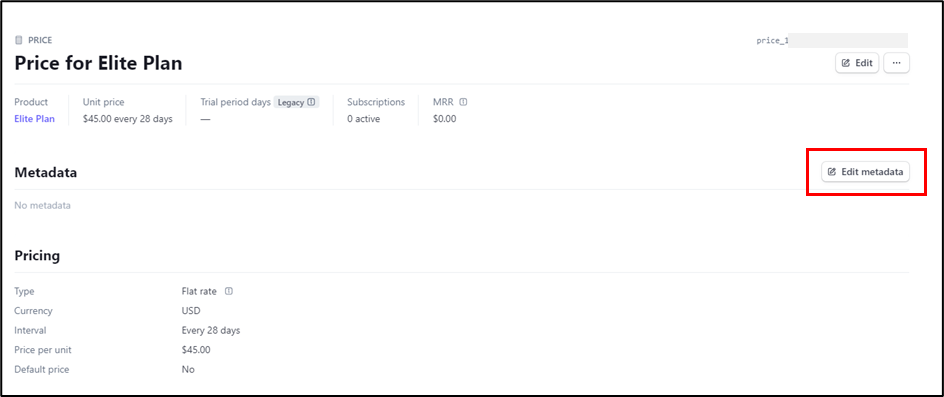 PRICE
price_1
Price for Elite Plan
Edit
...
Product
Unit price
Trial period days Legacy
Subscriptions
MRR
Elite Plan
$45.00 every 28 days
—
0 active
$0.00
Metadata
Edit metadata
No metadata
Pricing
Type
Flat rate
Currency
USD
Interval
Every 28 days
Price per unit
$45.00
Default price
No